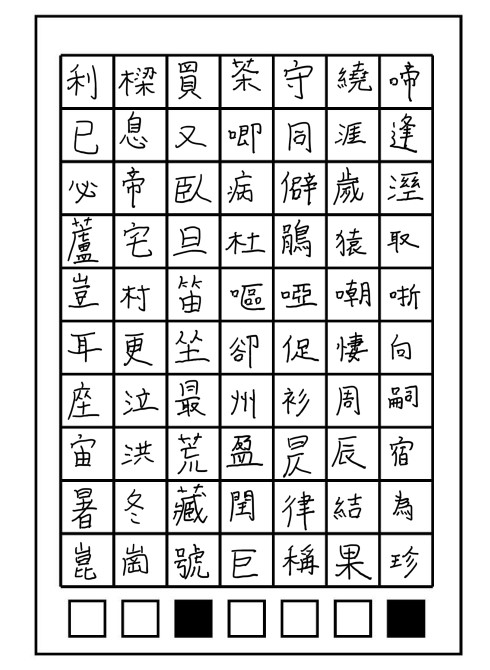 利樑買茶守繞啼
已息又唧同涯逢
必帝臥病僻歲溼
蘆宅旦杜鵑猿取
豈村笛嘔啞嘲哳
耳更坐卻促悽向
座泣最州衫周嗣
宙洪荒盈昃辰宿
暑冬藏閏律結為
崑崗號巨稱果珍